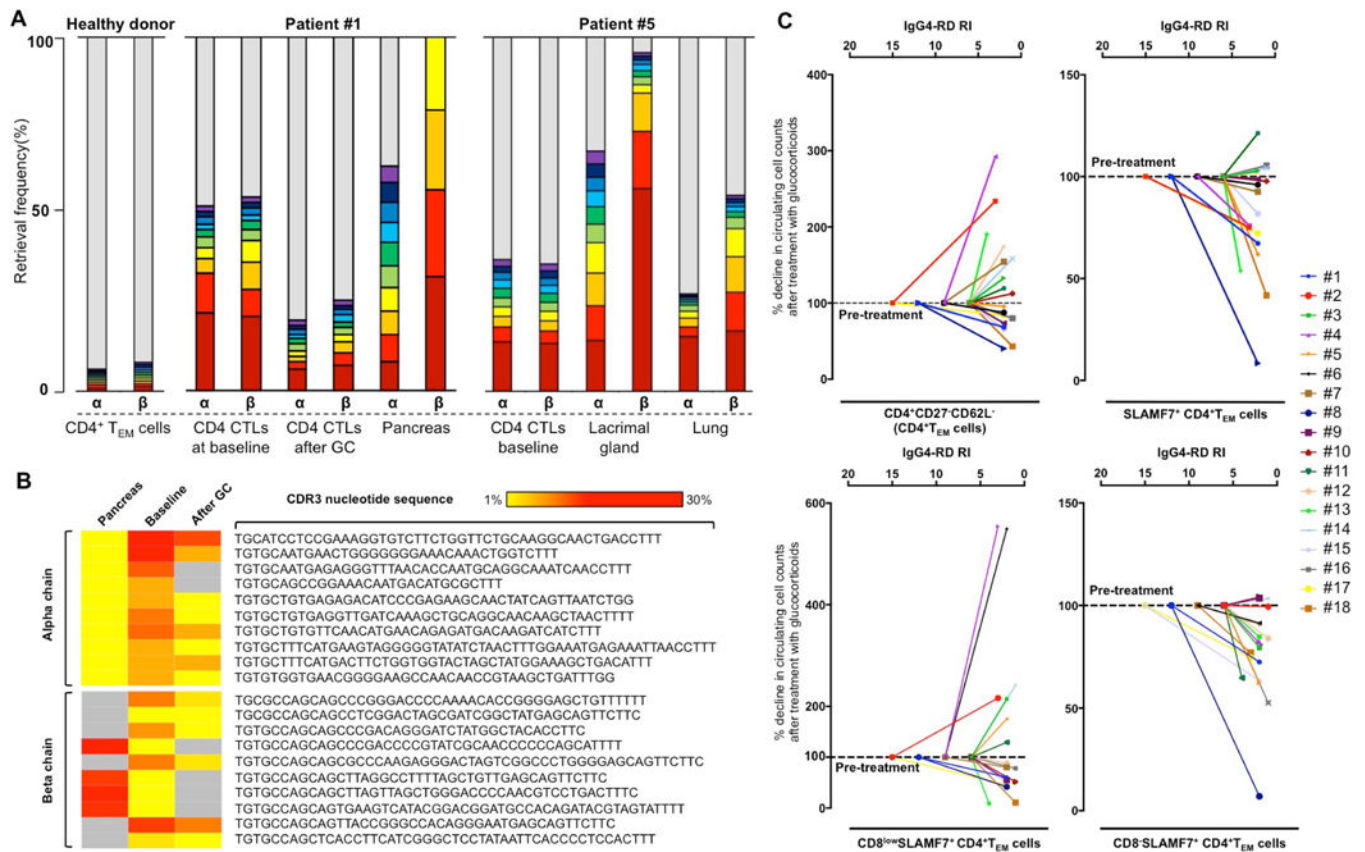 A
Healthy donor
Patient #1
Patient #5
100
50
0
Retrieval frequency(%)
α β α β α β α β α β α β α β
CD4⁺ TEM cells
CD4 CTLs at baseline
CD4 CTLs after GC
Pancreas
CD4 CTLs baseline
Lacrimal gland
Lung
B
Pancreas
Baseline
After GC
CDR3 nucleotide sequence
1%
30%
Alpha chain
TGCATCCTCCGAAAGGTGTCTTCTGGTTCTGCAAGGCAACTGACCTTT
TGTGCAATGAACTGGGGGGGAAACAAACTGGTCTTT
TGTGCAATGAGAGGGTTTAACACCAATGCAGGCAAATCAACCTTT
TGTGCAGCCGGAAACAATGACATGCGCTTT
TGTGCTGTGAGAGACATCCCGAGAAGCAACTATCAGTTAATCTGG
TGTGCTGTGAGGTTGATCAAAGCTGCAGGCAACAAGCTAACTTTT
TGTGCTGTGTTCAACATGAACAGAGATGACAAGATCATCTTT
TGTGCTTTCATGAAGTAGGGGGTATATCTAACTTTGGAAATGAGAAATTAACCTTT
TGTGCTTTCATGACTTCTGGTGGTACTAGCTATGGAAAGCTGACATTT
TGTGTGGTGAACGGGGAAGCCAACAACCGTAAGCTGATTTGG
Beta chain
TGCGCCAGCAGCCCGGGACCCCAAAACACCGGGGAGCTGTTTTTT
TGCGCCAGCAGCCTCGGACTAGCGATCGGCTATGAGCAGTTCTTC
TGTGCCAGCAGCCCGACAGGGATCTATGGCTACACCTTC
TGTGCCAGCAGCCCGACCCCGTATCGCAACCCCCCAGCATTTT
TGTGCCAGCAGCGCCCAAGAGGGACTAGTCGGCCCTGGGGAGCAGTTCTTC
TGTGCCAGCAGCTTAGGCCTTTTAGCTGTTGAGCAGTTCTTC
TGTGCCAGCAGCTTAGTTAGCTGGGACCCCAACGTCCTGACTTTC
TGTGCCAGCAGTGAAGTCATACGGACGGATGCCACAGATACGTAGTATTTT
TGTGCCAGCAGTTACCGGGCCACAGGGAATGAGCAGTTCTTC
TGTGCCAGCTCACCTTCATCGGGCTCCTATAATTCACCCCTCCACTTT
C
IgG4-RD RI
20 15 10 5 0
400
300
200
100
0
% decline in circulating cell counts
after treatment with glucocorticoids
Pre-treatment
CD4⁺CD27⁻CD62L⁻
(CD4⁺TEM cells)
IgG4-RD RI
20 15 10 5 0
150
100
50
0
Pre-treatment
SLAMF7⁺ CD4⁺TEM cells
IgG4-RD RI
20 15 10 5 0
600
500
400
300
200
100
0
% decline in circulating cell counts
after treatment with glucocorticoids
Pre-treatment
CD8lowSLAMF7⁺ CD4⁺TEM cells
IgG4-RD RI
20 15 10 5 0
150
100
50
0
Pre-treatment
CD8⁻SLAMF7⁺ CD4⁺TEM cells
#1
#2
#3
#4
#5
#6
#7
#8
#9
#10
#11
#12
#13
#14
#15
#16
#17
#18